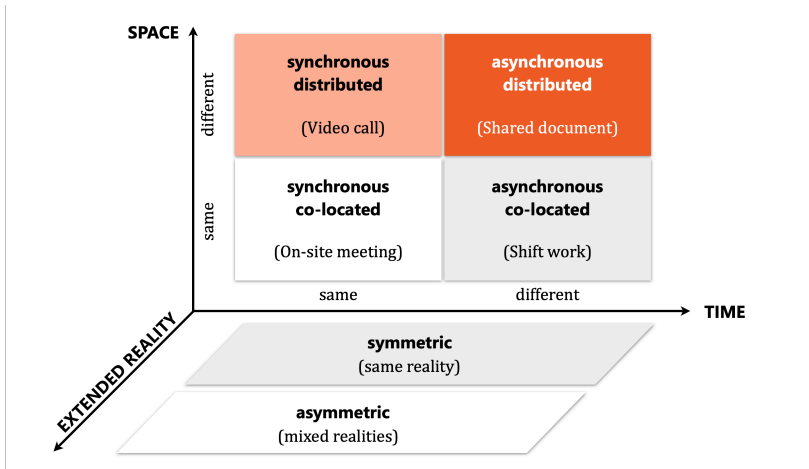 SPACE
different
same
synchronous
distributed
(Video call)
asynchronous
distributed
(Shared document)
synchronous
co-located
(On-site meeting)
asynchronous
co-located
(Shift work)
same
different
TIME
EXTENDED REALITY
symmetric
(same reality)
asymmetric
(mixed realities)